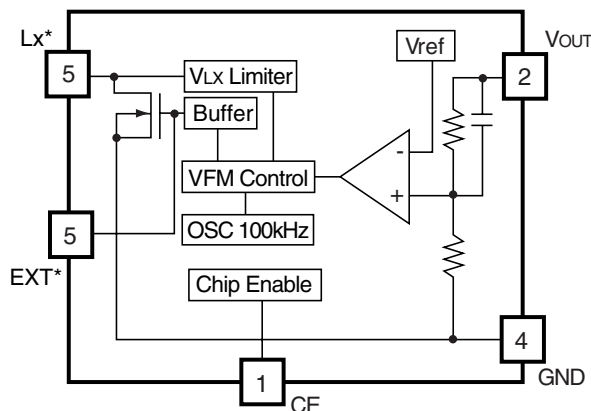 Lx*
VOUT
5
VLX Limiter
Vref
2
Buffer
-
VFM Control
+
5
OSC 100kHz
EXT*
Chip Enable
4
GND
1
CE